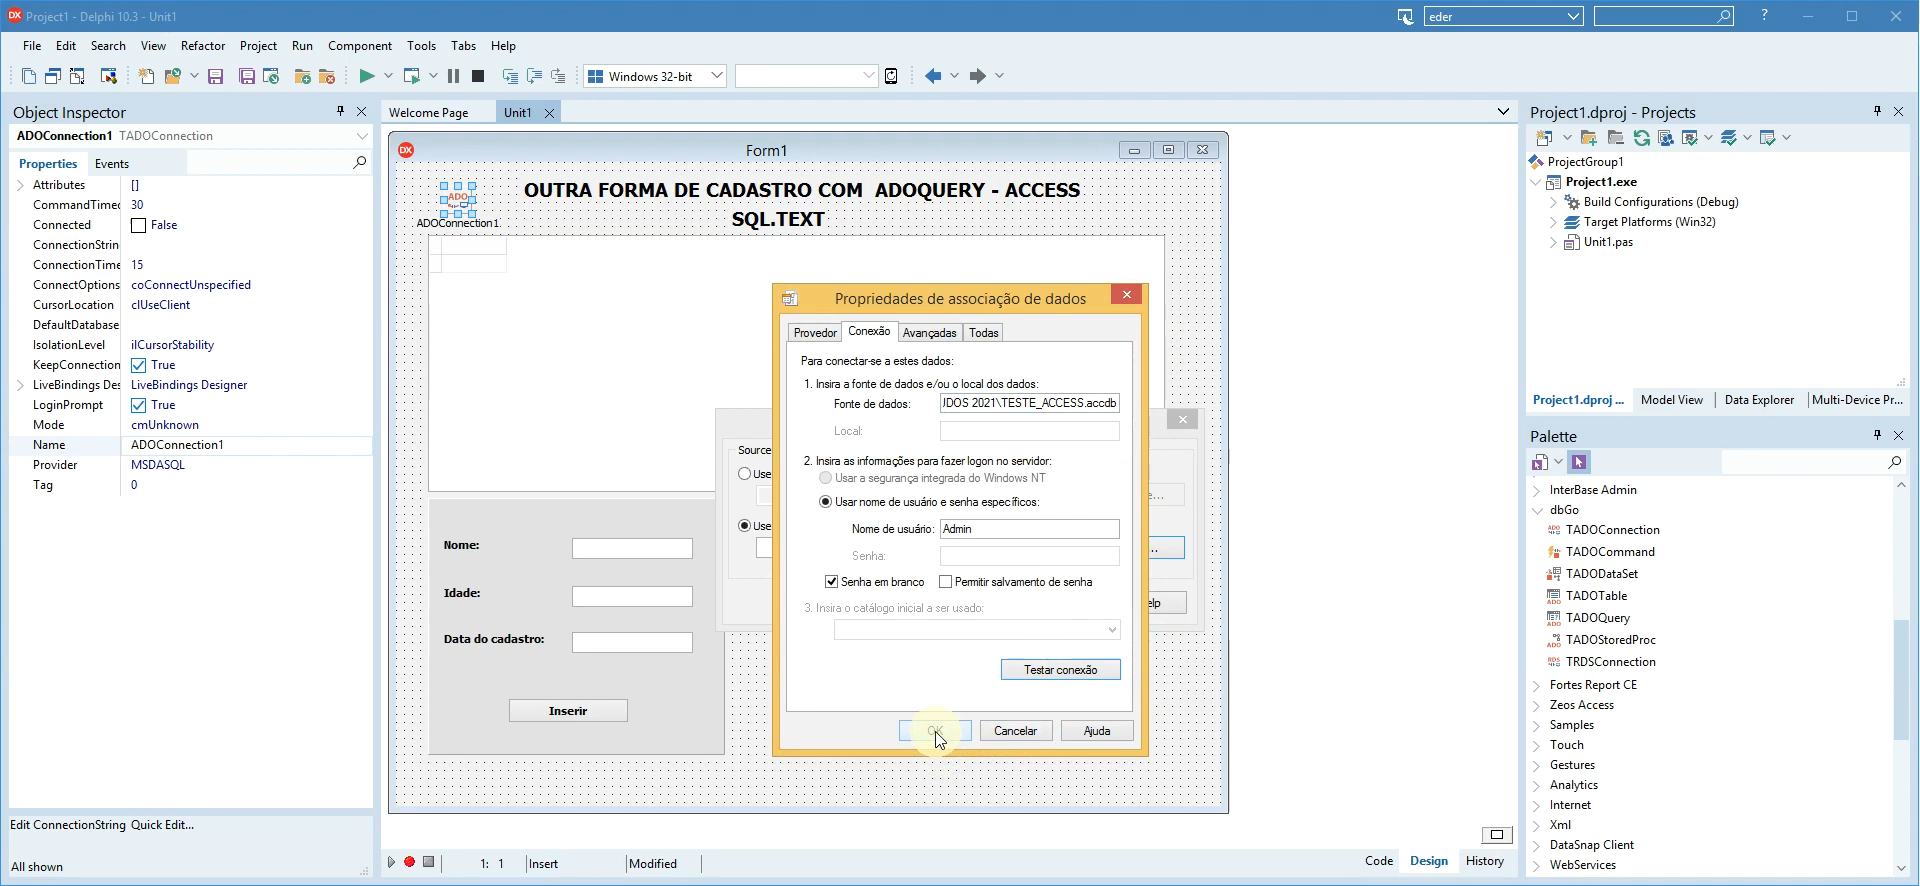 Project1 - Delphi 10.3 - Unit1
eder
?
File Edit Search View Refactor Project Run Component Tools Tabs Help
Windows 32-bit
Object Inspector
ADOConnection1 TADOConnection
Properties Events
Attributes []
CommandTimec 30
Connected False
ConnectionStrin
ConnectionTime 15
ConnectOptions coConnectUnspecified
CursorLocation clUseClient
DefaultDatabase
IsolationLevel ilCursorStability
KeepConnection True
LiveBindings Des LiveBindings Designer
LoginPrompt True
Mode cmUnknown
Name ADOConnection1
Provider MSDASQL
Tag 0
Edit ConnectionString Quick Edit...
All shown
Welcome Page Unit1
Form1
ADO
ADOConnection1
OUTRA FORMA DE CADASTRO COM ADOQUERY - ACCESS
SQL.TEXT
Source
Use
Use
e...
...
elp
Nome:
Idade:
Data do cadastro:
Inserir
Propriedades de associação de dados
Provedor Conexão Avançadas Todas
Para conectar-se a estes dados:
1. Insira a fonte de dados e/ou o local dos dados:
Fonte de dados: JDOS 2021\TESTE_ACCESS.accdb
Local:
2. Insira as informações para fazer logon no servidor:
Usar a segurança integrada do Windows NT
Usar nome de usuário e senha específicos:
Nome de usuário: Admin
Senha:
Senha em branco Permitir salvamento de senha
3. Insira o catálogo inicial a ser usado:
Testar conexão
OK Cancelar Ajuda
1: 1 Insert Modified
Code Design History
Project1.dproj - Projects
ProjectGroup1
Project1.exe
Build Configurations (Debug)
Target Platforms (Win32)
Unit1.pas
Project1.dproj ... Model View Data Explorer Multi-Device Pr...
Palette
InterBase Admin
dbGo
TADOConnection
TADOCommand
TADODataSet
TADOTable
TADOQuery
TADOStoredProc
TRDSConnection
Fortes Report CE
Zeos Access
Samples
Touch
Gestures
Analytics
Internet
Xml
DataSnap Client
WebServices